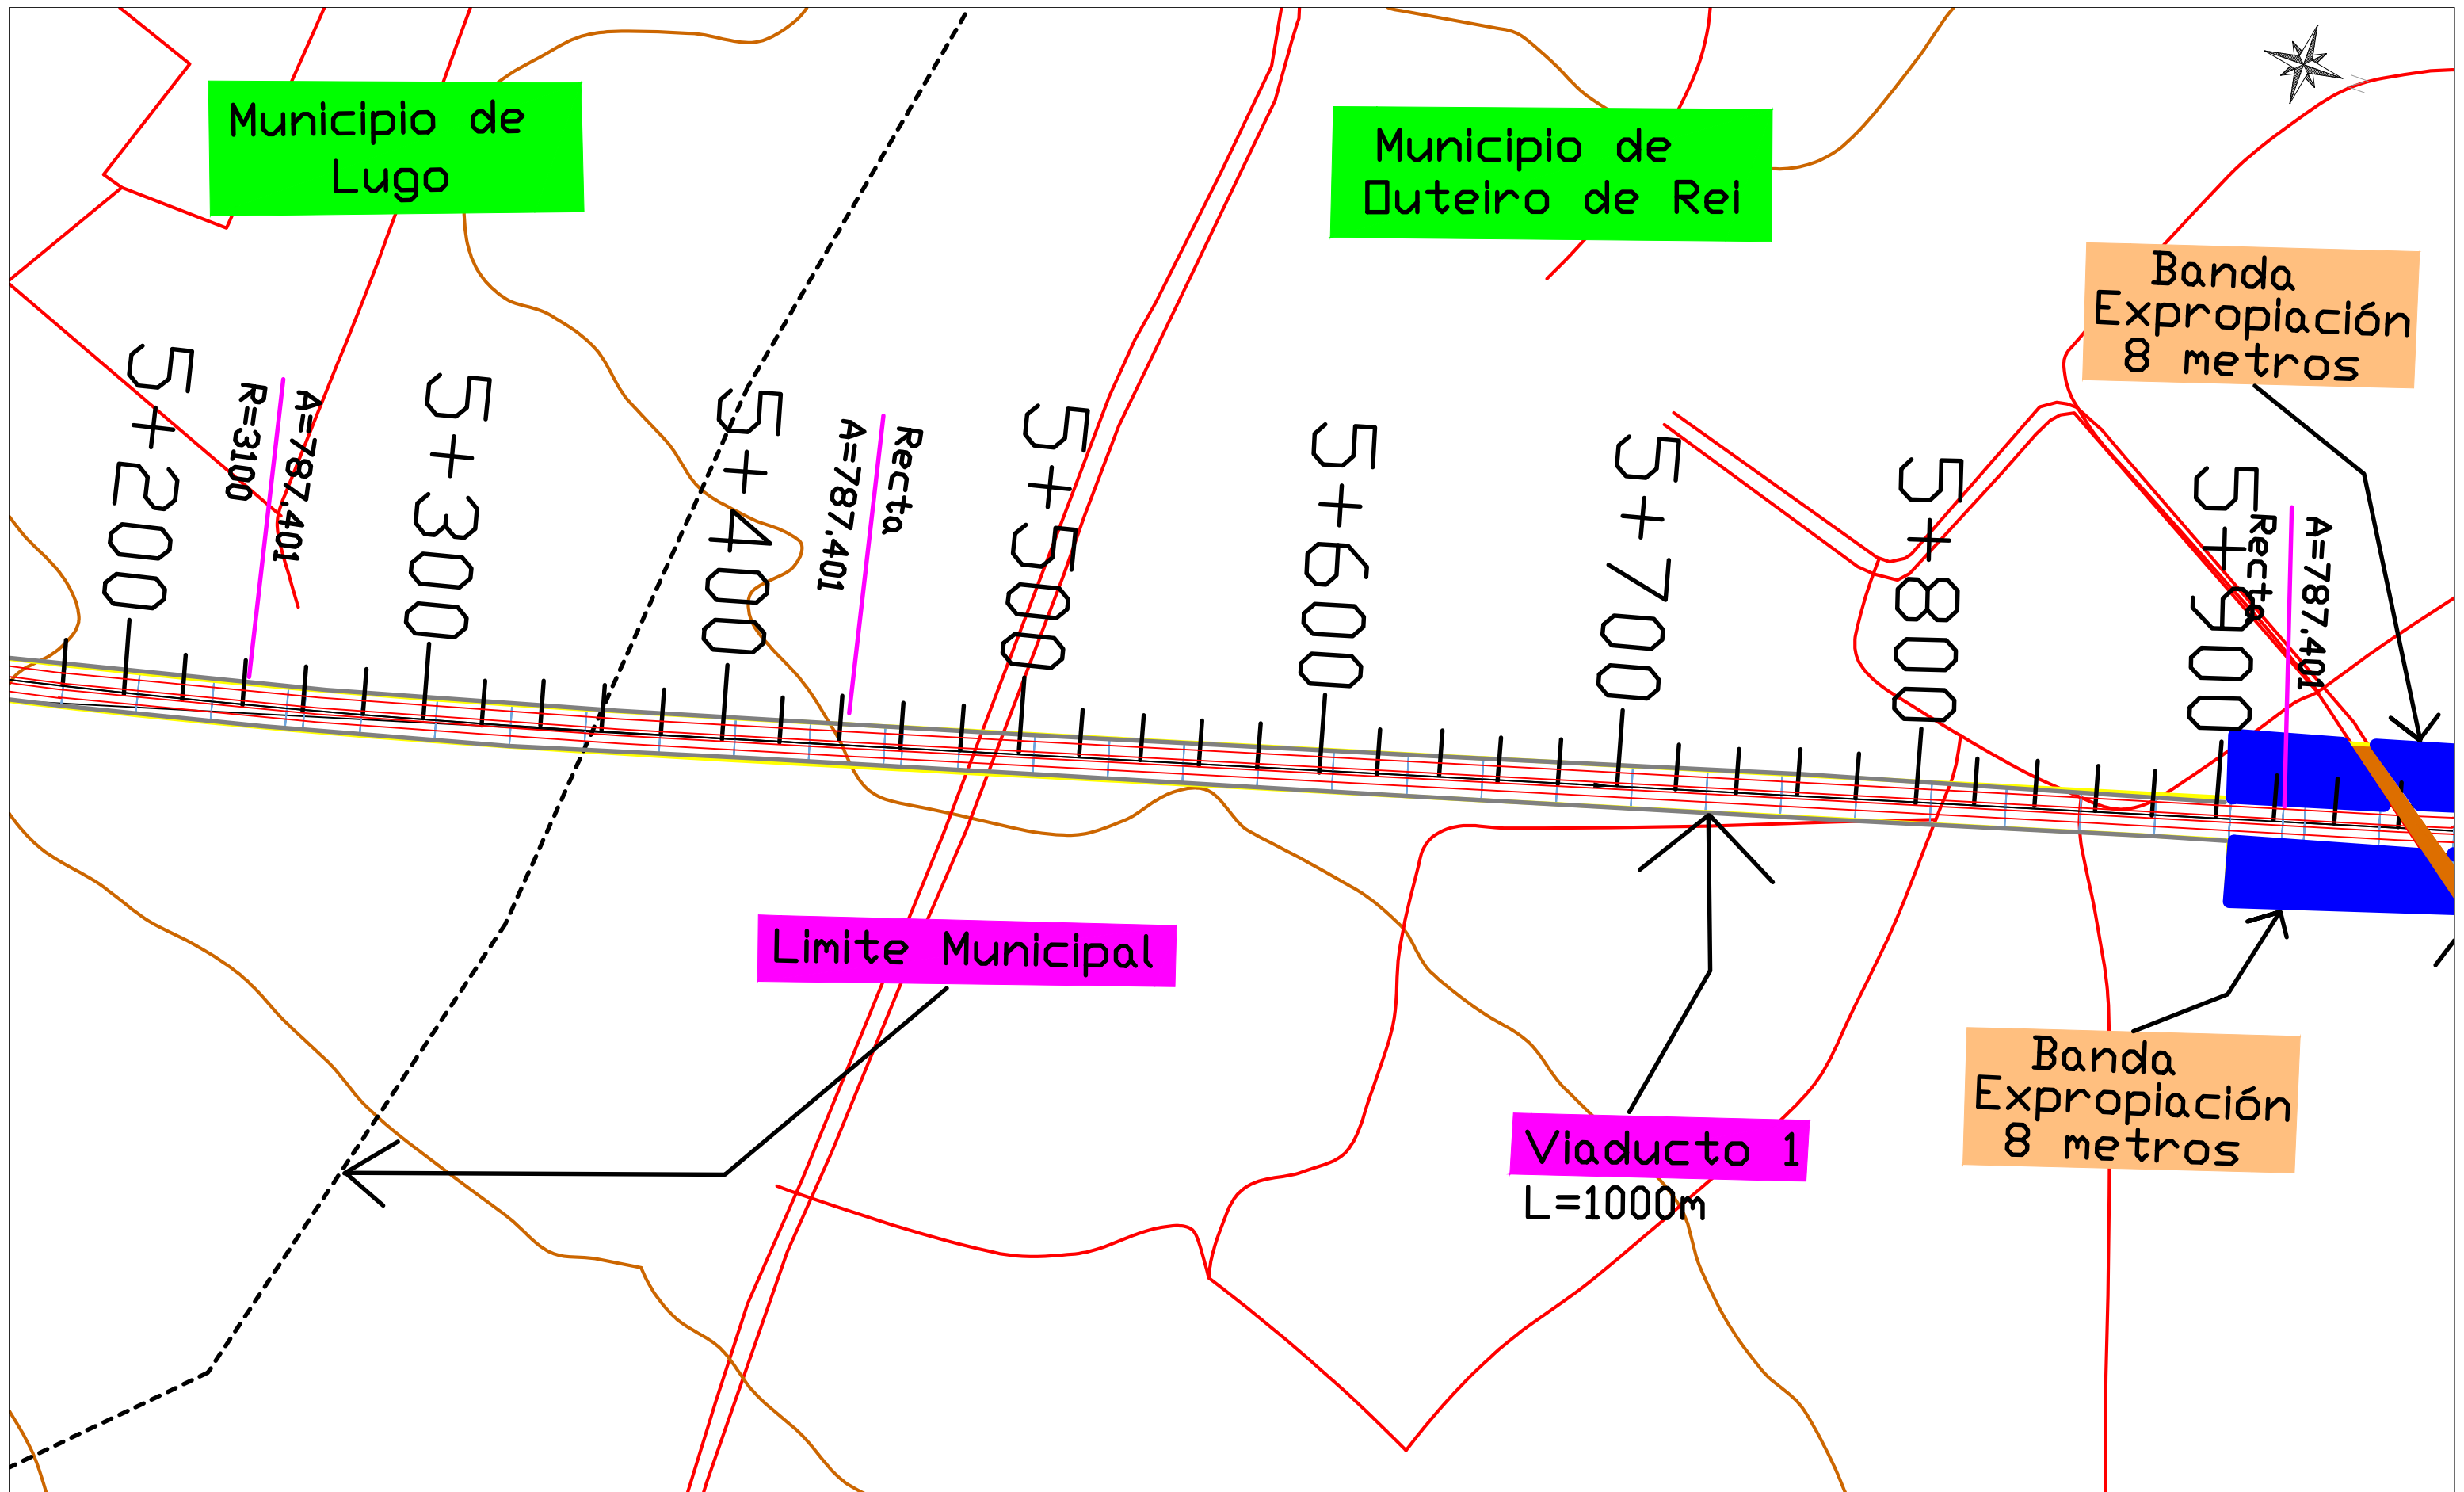 Municipio de
Lugo
Municipio de
Outeiro de Rei
Banda
Expropiación
8 metros
5+200
R=3100
A=787.401
5+300
5+400
A=787.401
Recta
5+500
5+600
5+700
5+800
5+900
Recta
A=787.401
Limite Municipal
Viaducto 1
L=1000m
Banda
Expropiación
8 metros